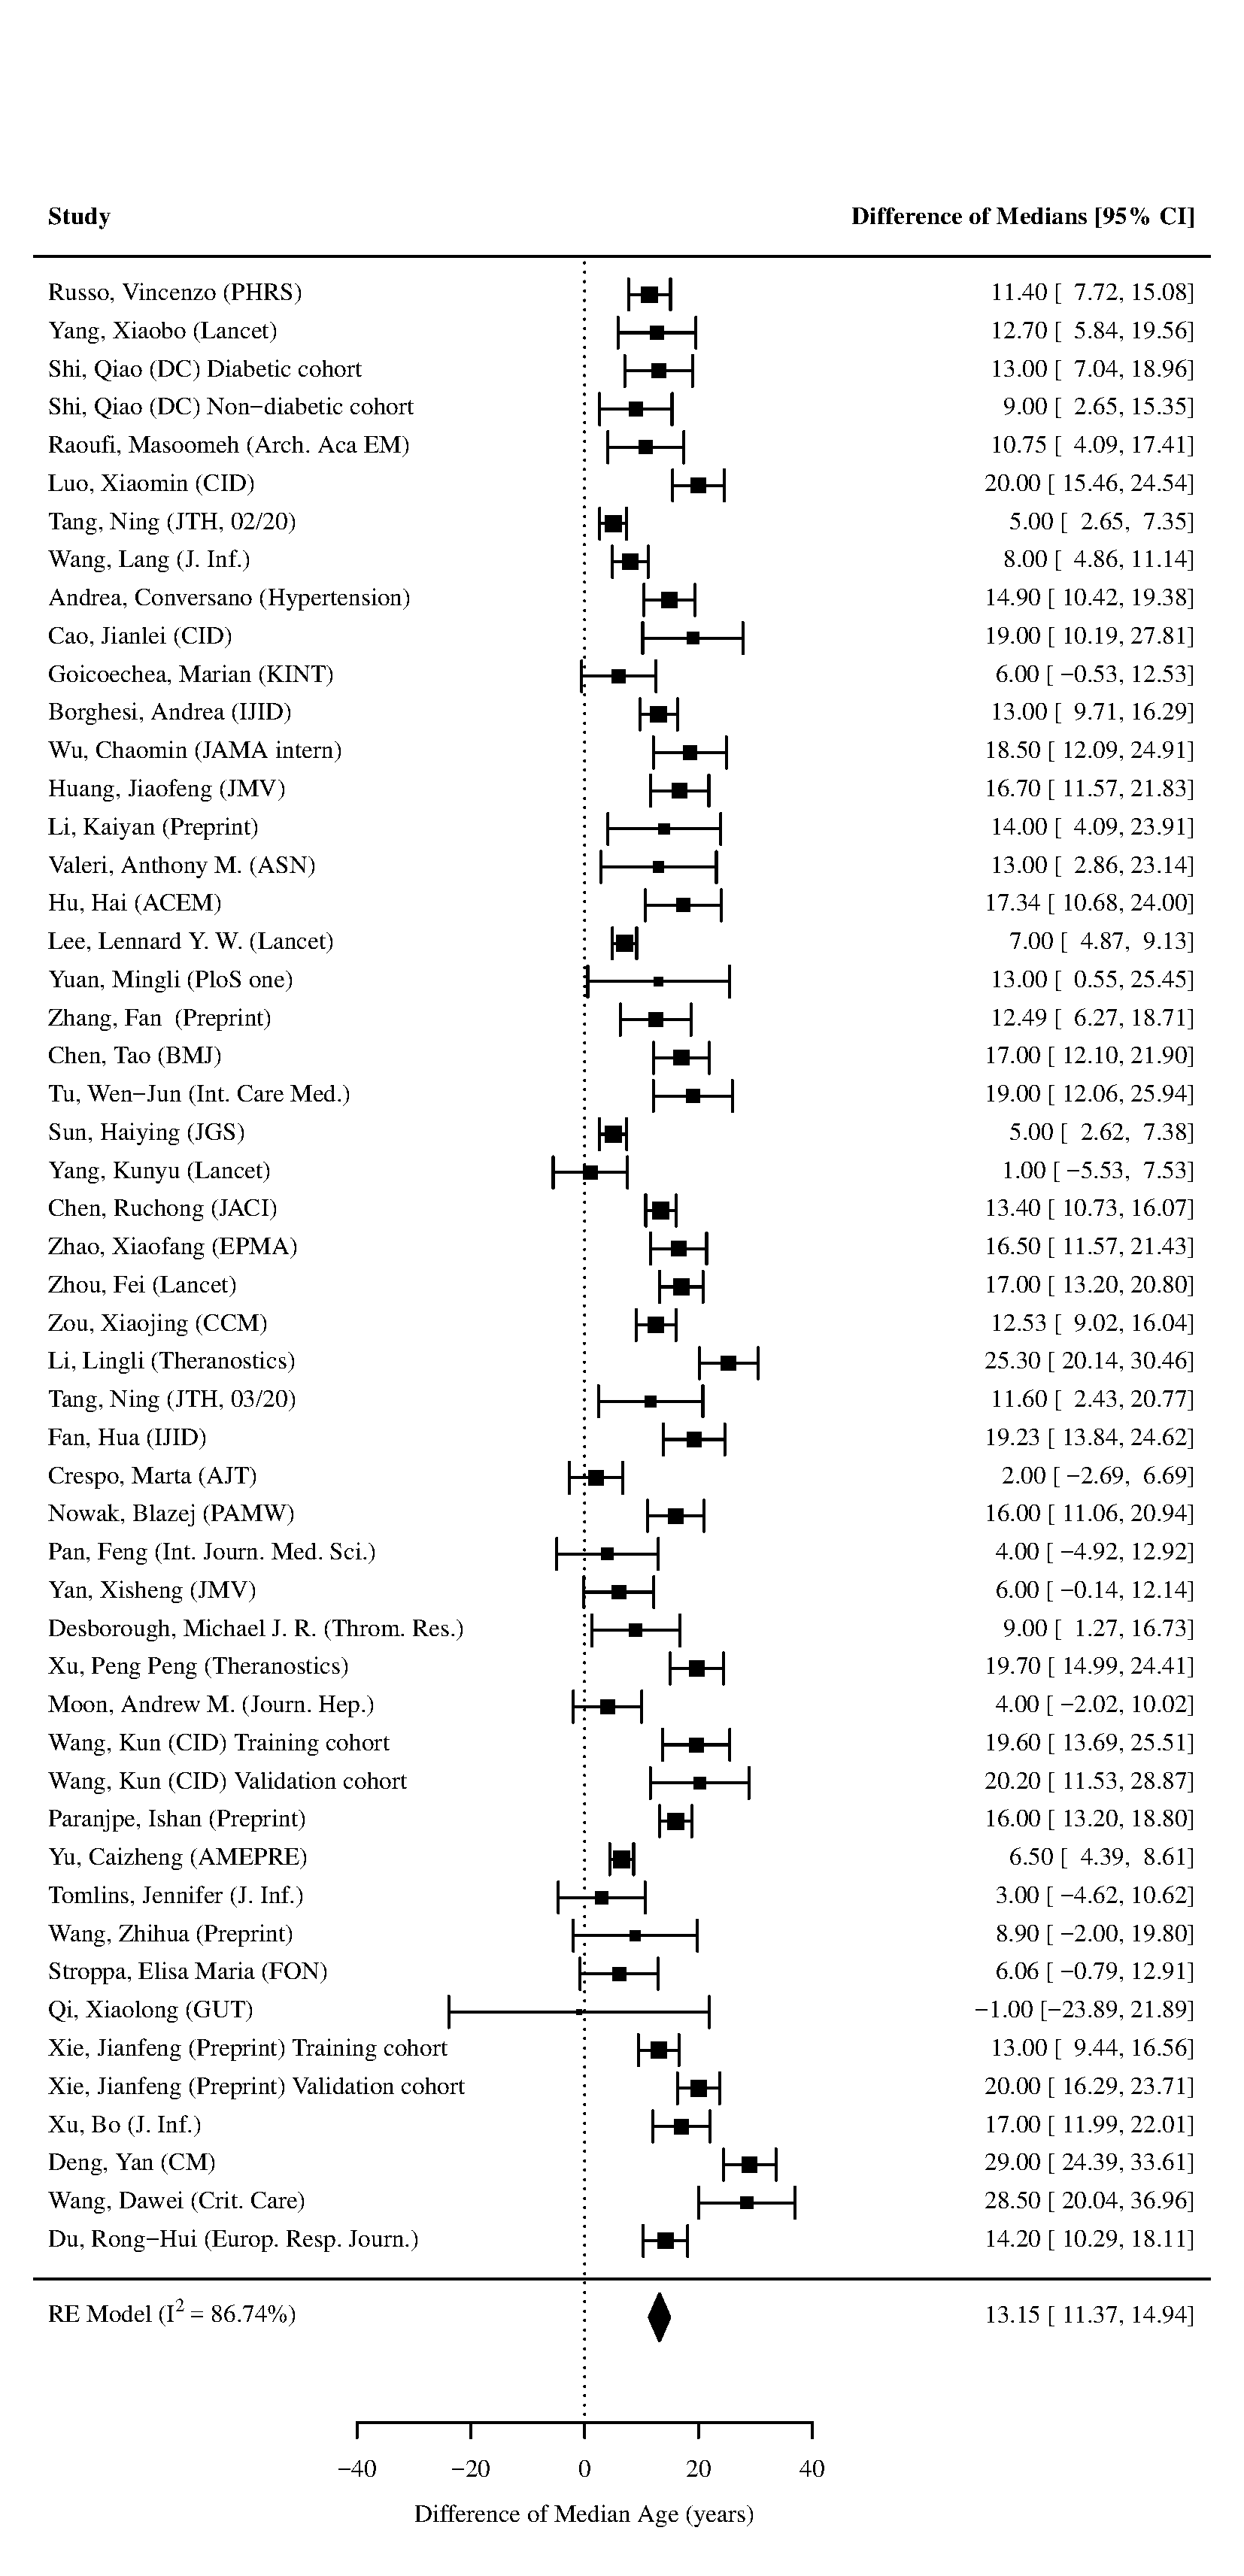 Study Difference of Medians [95% CI]
Russo, Vincenzo (PHRS) 11.40 [ 7.72, 15.08]
Yang, Xiaobo (Lancet) 12.70 [ 5.84, 19.56]
Shi, Qiao (DC) Diabetic cohort 13.00 [ 7.04, 18.96]
Shi, Qiao (DC) Non−diabetic cohort 9.00 [ 2.65, 15.35]
Raoufi, Masoomeh (Arch. Aca EM) 10.75 [ 4.09, 17.41]
Luo, Xiaomin (CID) 20.00 [ 15.46, 24.54]
Tang, Ning (JTH, 02/20) 5.00 [ 2.65, 7.35]
Wang, Lang (J. Inf.) 8.00 [ 4.86, 11.14]
Andrea, Conversano (Hypertension) 14.90 [ 10.42, 19.38]
Cao, Jianlei (CID) 19.00 [ 10.19, 27.81]
Goicoechea, Marian (KINT) 6.00 [ −0.53, 12.53]
Borghesi, Andrea (IJID) 13.00 [ 9.71, 16.29]
Wu, Chaomin (JAMA intern) 18.50 [ 12.09, 24.91]
Huang, Jiaofeng (JMV) 16.70 [ 11.57, 21.83]
Li, Kaiyan (Preprint) 14.00 [ 4.09, 23.91]
Valeri, Anthony M. (ASN) 13.00 [ 2.86, 23.14]
Hu, Hai (ACEM) 17.34 [ 10.68, 24.00]
Lee, Lennard Y. W. (Lancet) 7.00 [ 4.87, 9.13]
Yuan, Mingli (PloS one) 13.00 [ 0.55, 25.45]
Zhang, Fan (Preprint) 12.49 [ 6.27, 18.71]
Chen, Tao (BMJ) 17.00 [ 12.10, 21.90]
Tu, Wen−Jun (Int. Care Med.) 19.00 [ 12.06, 25.94]
Sun, Haiying (JGS) 5.00 [ 2.62, 7.38]
Yang, Kunyu (Lancet) 1.00 [ −5.53, 7.53]
Chen, Ruchong (JACI) 13.40 [ 10.73, 16.07]
Zhao, Xiaofang (EPMA) 16.50 [ 11.57, 21.43]
Zhou, Fei (Lancet) 17.00 [ 13.20, 20.80]
Zou, Xiaojing (CCM) 12.53 [ 9.02, 16.04]
Li, Lingli (Theranostics) 25.30 [ 20.14, 30.46]
Tang, Ning (JTH, 03/20) 11.60 [ 2.43, 20.77]
Fan, Hua (IJID) 19.23 [ 13.84, 24.62]
Crespo, Marta (AJT) 2.00 [ −2.69, 6.69]
Nowak, Blazej (PAMW) 16.00 [ 11.06, 20.94]
Pan, Feng (Int. Journ. Med. Sci.) 4.00 [ −4.92, 12.92]
Yan, Xisheng (JMV) 6.00 [ −0.14, 12.14]
Desborough, Michael J. R. (Throm. Res.) 9.00 [ 1.27, 16.73]
Xu, Peng Peng (Theranostics) 19.70 [ 14.99, 24.41]
Moon, Andrew M. (Journ. Hep.) 4.00 [ −2.02, 10.02]
Wang, Kun (CID) Training cohort 19.60 [ 13.69, 25.51]
Wang, Kun (CID) Validation cohort 20.20 [ 11.53, 28.87]
Paranjpe, Ishan (Preprint) 16.00 [ 13.20, 18.80]
Yu, Caizheng (AMEPRE) 6.50 [ 4.39, 8.61]
Tomlins, Jennifer (J. Inf.) 3.00 [ −4.62, 10.62]
Wang, Zhihua (Preprint) 8.90 [ −2.00, 19.80]
Stroppa, Elisa Maria (FON) 6.06 [ −0.79, 12.91]
Qi, Xiaolong (GUT) −1.00 [−23.89, 21.89]
Xie, Jianfeng (Preprint) Training cohort 13.00 [ 9.44, 16.56]
Xie, Jianfeng (Preprint) Validation cohort 20.00 [ 16.29, 23.71]
Xu, Bo (J. Inf.) 17.00 [ 11.99, 22.01]
Deng, Yan (CM) 29.00 [ 24.39, 33.61]
Wang, Dawei (Crit. Care) 28.50 [ 20.04, 36.96]
Du, Rong−Hui (Europ. Resp. Journ.) 14.20 [ 10.29, 18.11]
RE Model (I² = 86.74%) 13.15 [ 11.37, 14.94]
−40 −20 0 20 40
Difference of Median Age (years)